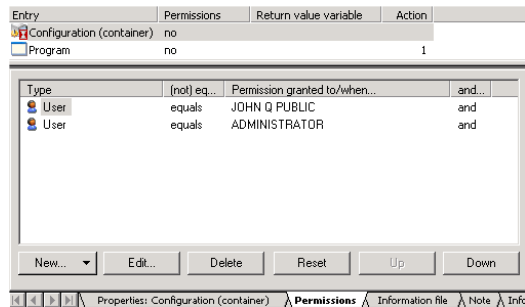 Entry Permissions Return value variable Action
Configuration (container) no
Program no 1
Type (not) eq... Permission granted to/when... and...
User equals JOHN Q PUBLIC and
User equals ADMINISTRATOR and
New... Edit... Delete Reset Up Down
Properties: Configuration (container) Permissions Information file Note Info